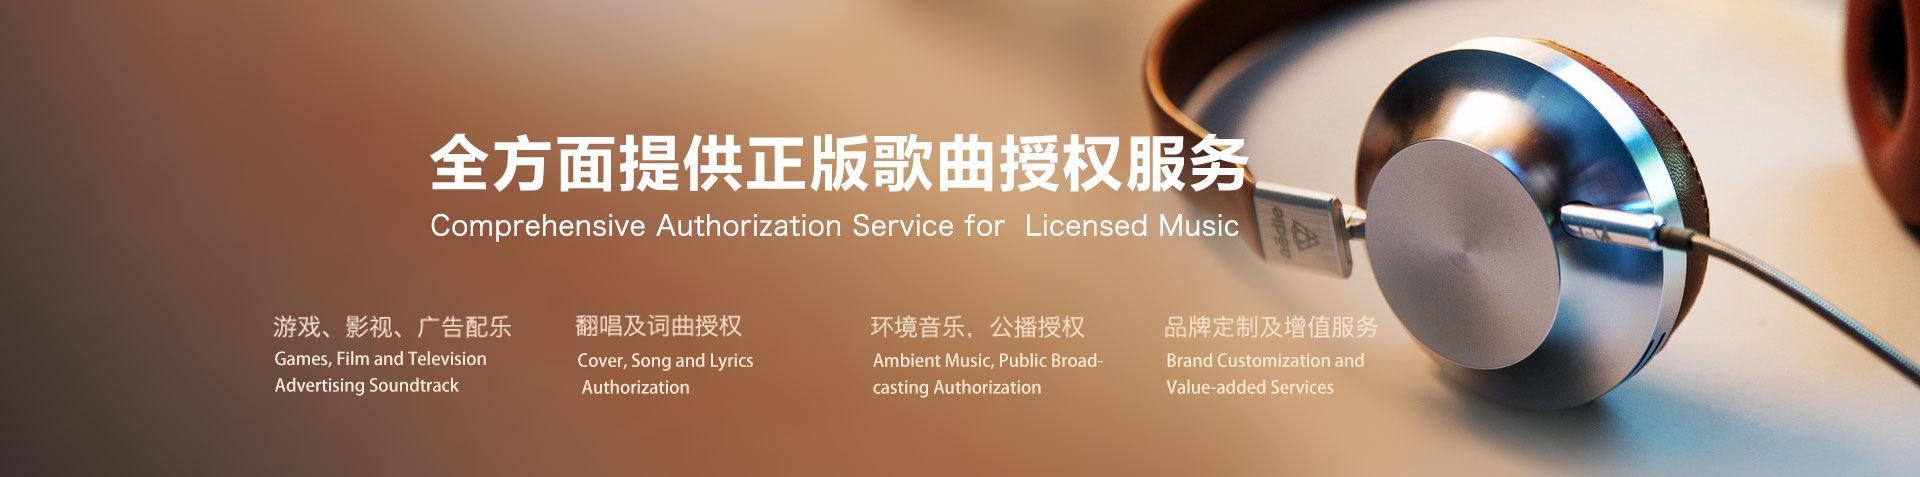 全方面提供正版歌曲授权服务
Comprehensive Authorization Service for Licensed Music
游戏、影视、广告配乐
Games, Film and Television
Advertising Soundtrack
翻唱及词曲授权
Cover, Song and Lyrics
Authorization
环境音乐，公播授权
Ambient Music, Public Broad-
casting Authorization
品牌定制及增值服务
Brand Customization and
Value-added Services
aëdle